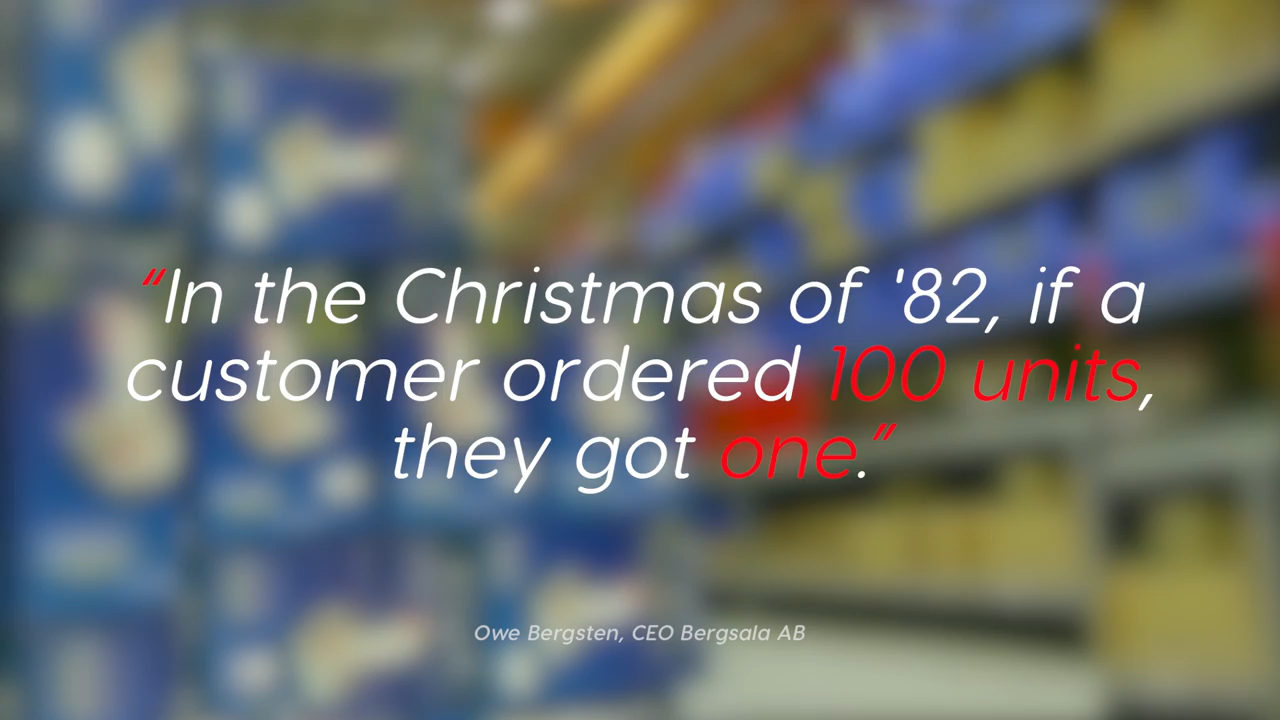 “In the Christmas of '82, if a
customer ordered 100 units,
they got one.”
Owe Bergsten, CEO Bergsala AB